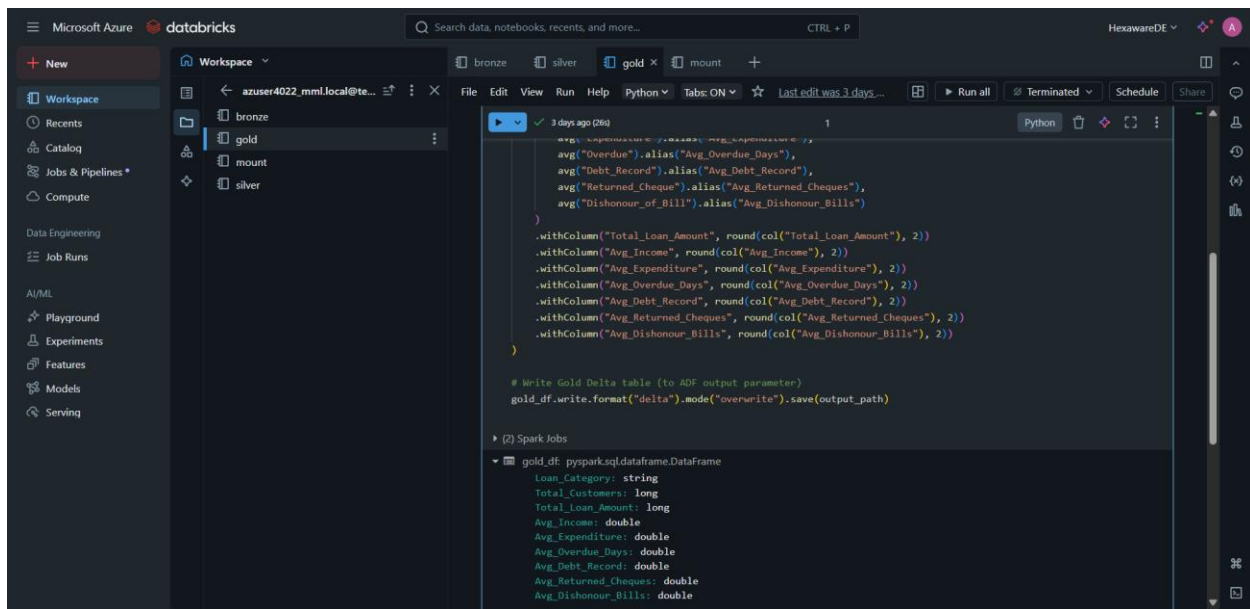 Microsoft Azure databricks
Search data, notebooks, recents, and more...
CTRL + P
HexawareDE
A
New
Workspace
Recents
Catalog
Jobs & Pipelines
Compute
Data Engineering
Job Runs
AI/ML
Playground
Experiments
Features
Models
Serving
Workspace
azuser4022_mml.local@te...
bronze
gold
mount
silver
bronze silver gold mount
File Edit View Run Help Python Tabs: ON Last edit was 3 days ... Run all Terminated Schedule Share
3 days ago (26s) 1 Python
avg("Expenditure").alias("Avg_Expenditure"),
avg("Overdue").alias("Avg_Overdue_Days"),
avg("Debt_Record").alias("Avg_Debt_Record"),
avg("Returned_Cheque").alias("Avg_Returned_Cheques"),
avg("Dishonour_of_Bill").alias("Avg_Dishonour_Bills")
)
.withColumn("Total_Loan_Amount", round(col("Total_Loan_Amount"), 2))
.withColumn("Avg_Income", round(col("Avg_Income"), 2))
.withColumn("Avg_Expenditure", round(col("Avg_Expenditure"), 2))
.withColumn("Avg_Overdue_Days", round(col("Avg_Overdue_Days"), 2))
.withColumn("Avg_Debt_Record", round(col("Avg_Debt_Record"), 2))
.withColumn("Avg_Returned_Cheques", round(col("Avg_Returned_Cheques"), 2))
.withColumn("Avg_Dishonour_Bills", round(col("Avg_Dishonour_Bills"), 2))
)
# Write Gold Delta table (to ADF output parameter)
gold_df.write.format("delta").mode("overwrite").save(output_path)
(2) Spark Jobs
gold_df: pyspark.sql.dataframe.DataFrame
Loan_Category: string
Total_Customers: long
Total_Loan_Amount: long
Avg_Income: double
Avg_Expenditure: double
Avg_Overdue_Days: double
Avg_Debt_Record: double
Avg_Returned_Cheques: double
Avg_Dishonour_Bills: double